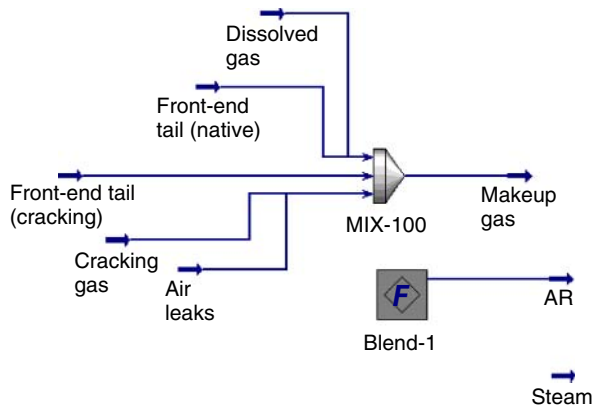 Dissolved
gas
Front-end
tail (native)
Front-end tail
(cracking)
MIX-100
Makeup
gas
Cracking
gas
Air
leaks
F
AR
Blend-1
Steam